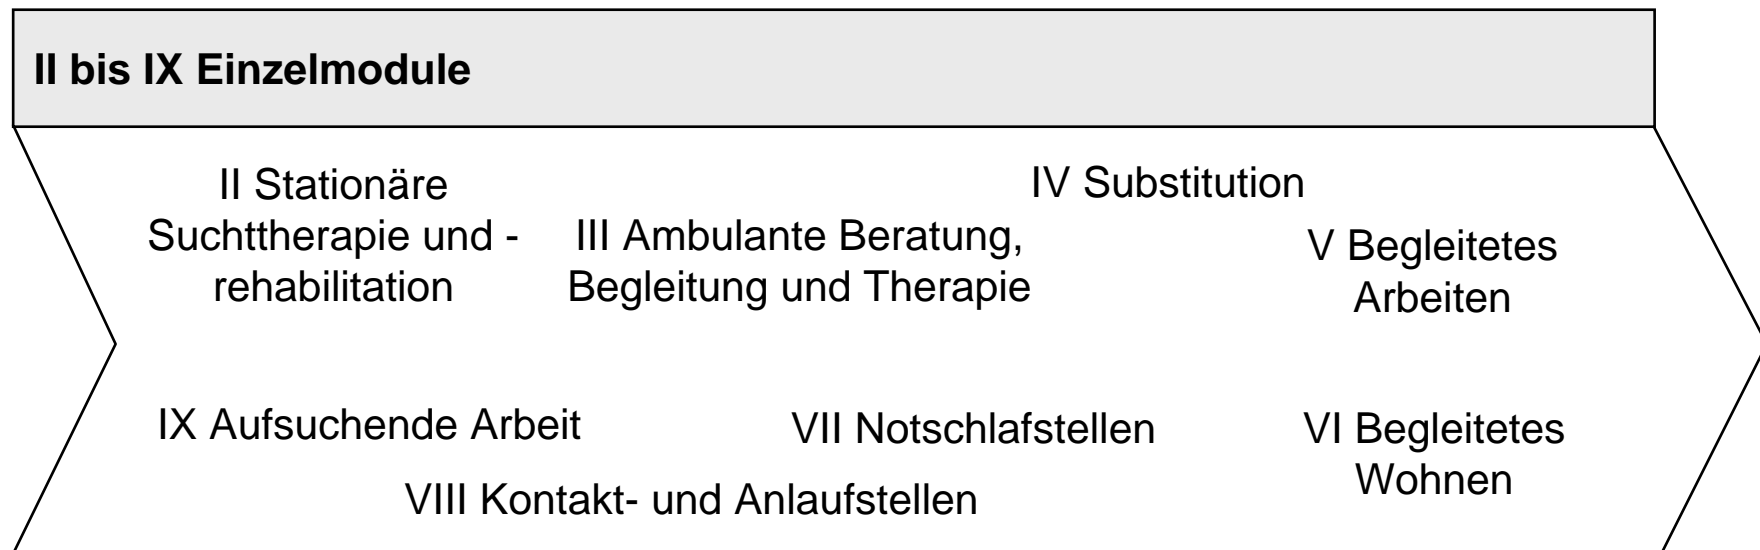 II bis IX Einzelmodule
II Stationäre
Suchttherapie und -
rehabilitation
III Ambulante Beratung,
Begleitung und Therapie
IV Substitution
V Begleitetes
Arbeiten
IX Aufsuchende Arbeit
VIII Kontakt- und Anlaufstellen
VII Notschlafstellen
VI Begleitetes
Wohnen